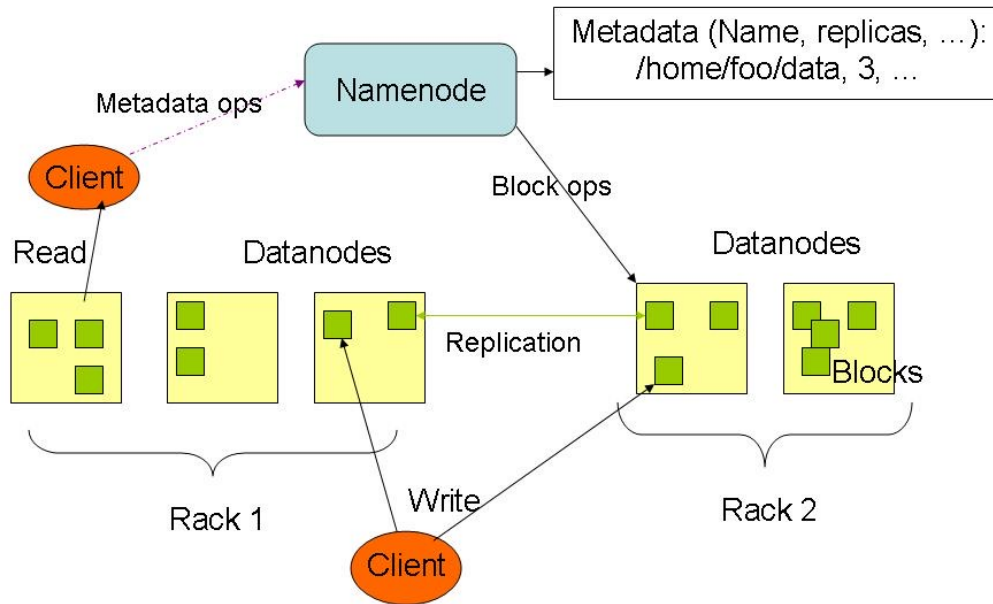 Metadata (Name, replicas, …):
/home/foo/data, 3, …
Namenode
Metadata ops
Client
Block ops
Read
Datanodes
Datanodes
Replication
Blocks
Rack 1
Write
Rack 2
Client